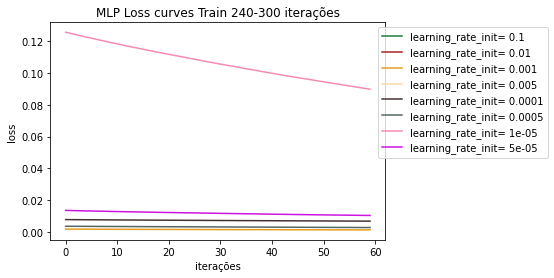 MLP Loss curves Train 240-300 iterações
0.12
0.10
0.08
0.06
0.04
0.02
0.00
loss
0
10
20
30
40
50
60
iterações
learning_rate_init= 0.1
learning_rate_init= 0.01
learning_rate_init= 0.001
learning_rate_init= 0.005
learning_rate_init= 0.0001
learning_rate_init= 0.0005
learning_rate_init= 1e-05
learning_rate_init= 5e-05